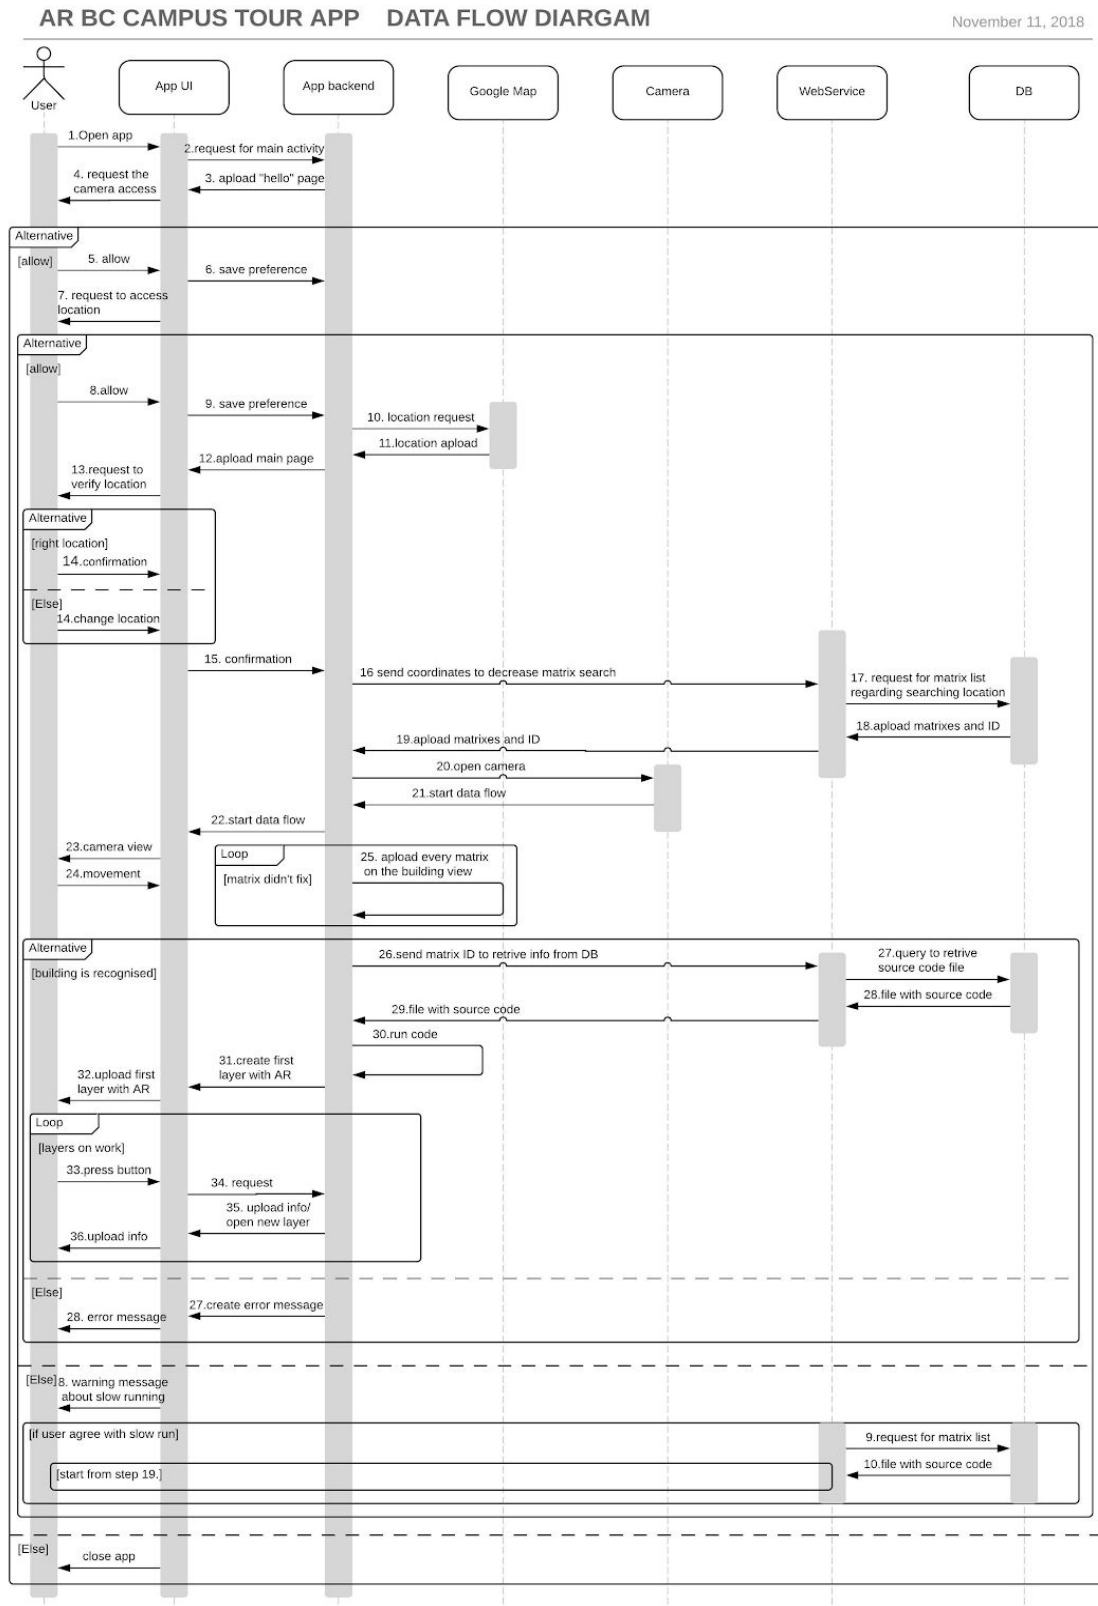 AR BC CAMPUS TOUR APP DATA FLOW DIARGAM
November 11, 2018
User
App UI
App backend
Google Map
Camera
WebService
DB
1.Open app
2.request for main activity
3. apload "hello" page
4. request the
camera access
Alternative
[allow]
5. allow
6. save preference
7. request to access
location
Alternative
[allow]
8.allow
9. save preference
10. location request
11.location apload
12.apload main page
13.request to
verify location
Alternative
[right location]
14.confirmation
[Else]
14.change location
15. confirmation
16 send coordinates to decrease matrix search
17. request for matrix list
regarding searching location
18.apload matrixes and ID
19.apload matrixes and ID
20.open camera
21.start data flow
22.start data flow
23.camera view
24.movement
Loop
[matrix didn't fix]
25. apload every matrix
on the building view
Alternative
[building is recognised]
26.send matrix ID to retrive info from DB
27.query to retrive
source code file
28.file with source code
29.file with source code
30.run code
31.create first
layer with AR
32.upload first
layer with AR
Loop
[layers on work]
33.press button
34. request
35. upload info/
open new layer
36.upload info
[Else]
27.create error message
28. error message
[Else]
8. warning message
about slow running
[if user agree with slow run]
9.request for matrix list
10.file with source code
[start from step 19.]
[Else]
close app